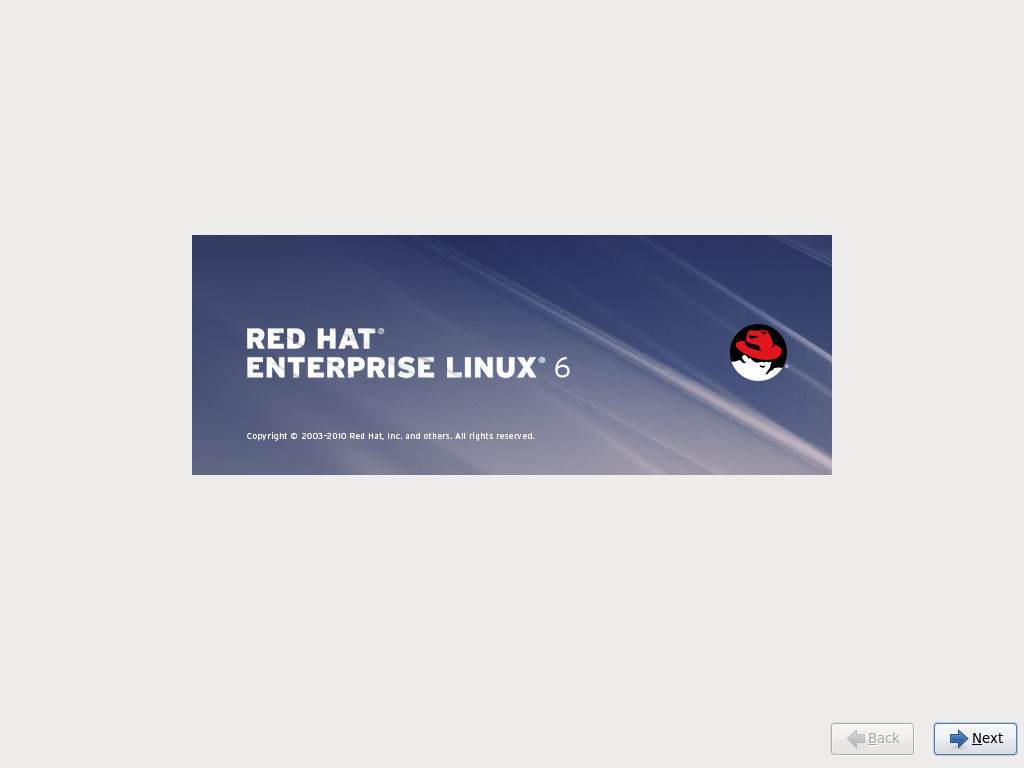 RED HAT®
ENTERPRISE LINUX® 6
Copyright © 2003-2010 Red Hat, Inc. and others. All rights reserved.
Back
Next